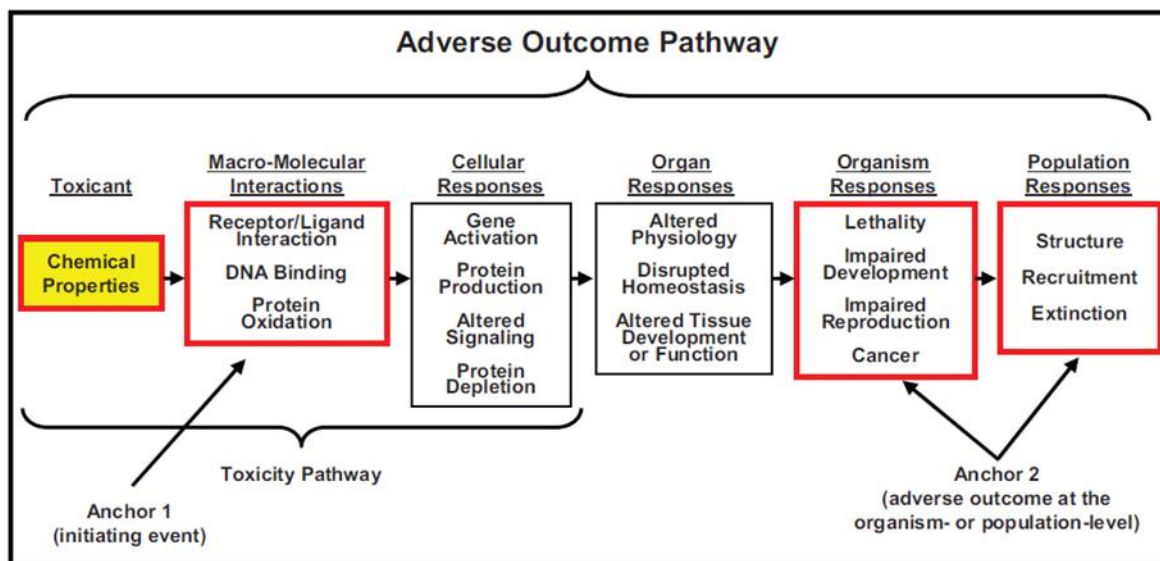 Adverse Outcome Pathway
Toxicant
Chemical
Properties
Macro-Molecular
Interactions
Receptor/Ligand
Interaction
DNA Binding
Protein
Oxidation
Cellular
Responses
Gene
Activation
Protein
Production
Altered
Signaling
Protein
Depletion
Organ
Responses
Altered
Physiology
Disrupted
Homeostasis
Altered Tissue
Development
or Function
Organism
Responses
Lethality
Impaired
Development
Impaired
Reproduction
Cancer
Population
Responses
Structure
Recruitment
Extinction
Toxicity Pathway
Anchor 1
(initiating event)
Anchor 2
(adverse outcome at the
organism- or population-level)